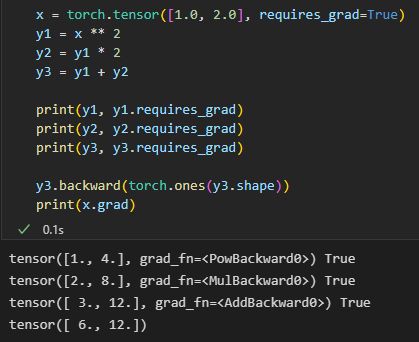 x = torch.tensor([1.0, 2.0], requires_grad=True)
y1 = x ** 2
y2 = y1 * 2
y3 = y1 + y2
print(y1, y1.requires_grad)
print(y2, y2.requires_grad)
print(y3, y3.requires_grad)
y3.backward(torch.ones(y3.shape))
print(x.grad)
0.1s
tensor([1., 4.], grad_fn=<PowBackward0>) True
tensor([2., 8.], grad_fn=<MulBackward0>) True
tensor([ 3., 12.], grad_fn=<AddBackward0>) True
tensor([ 6., 12.])